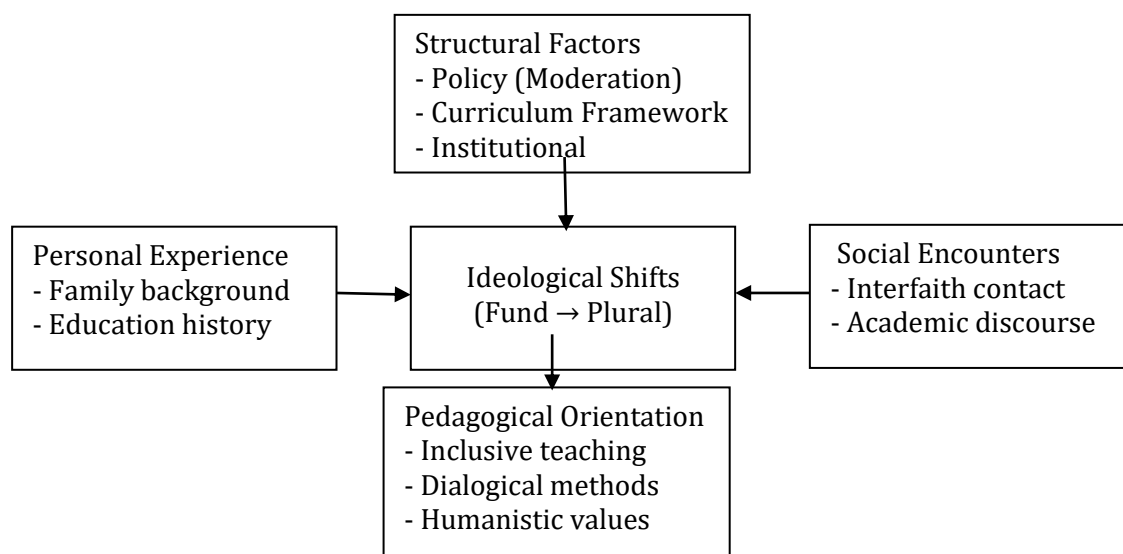 Structural Factors
- Policy (Moderation)
- Curriculum Framework
- Institutional
Personal Experience
- Family background
- Education history
Ideological Shifts
(Fund → Plural)
Social Encounters
- Interfaith contact
- Academic discourse
Pedagogical Orientation
- Inclusive teaching
- Dialogical methods
- Humanistic values